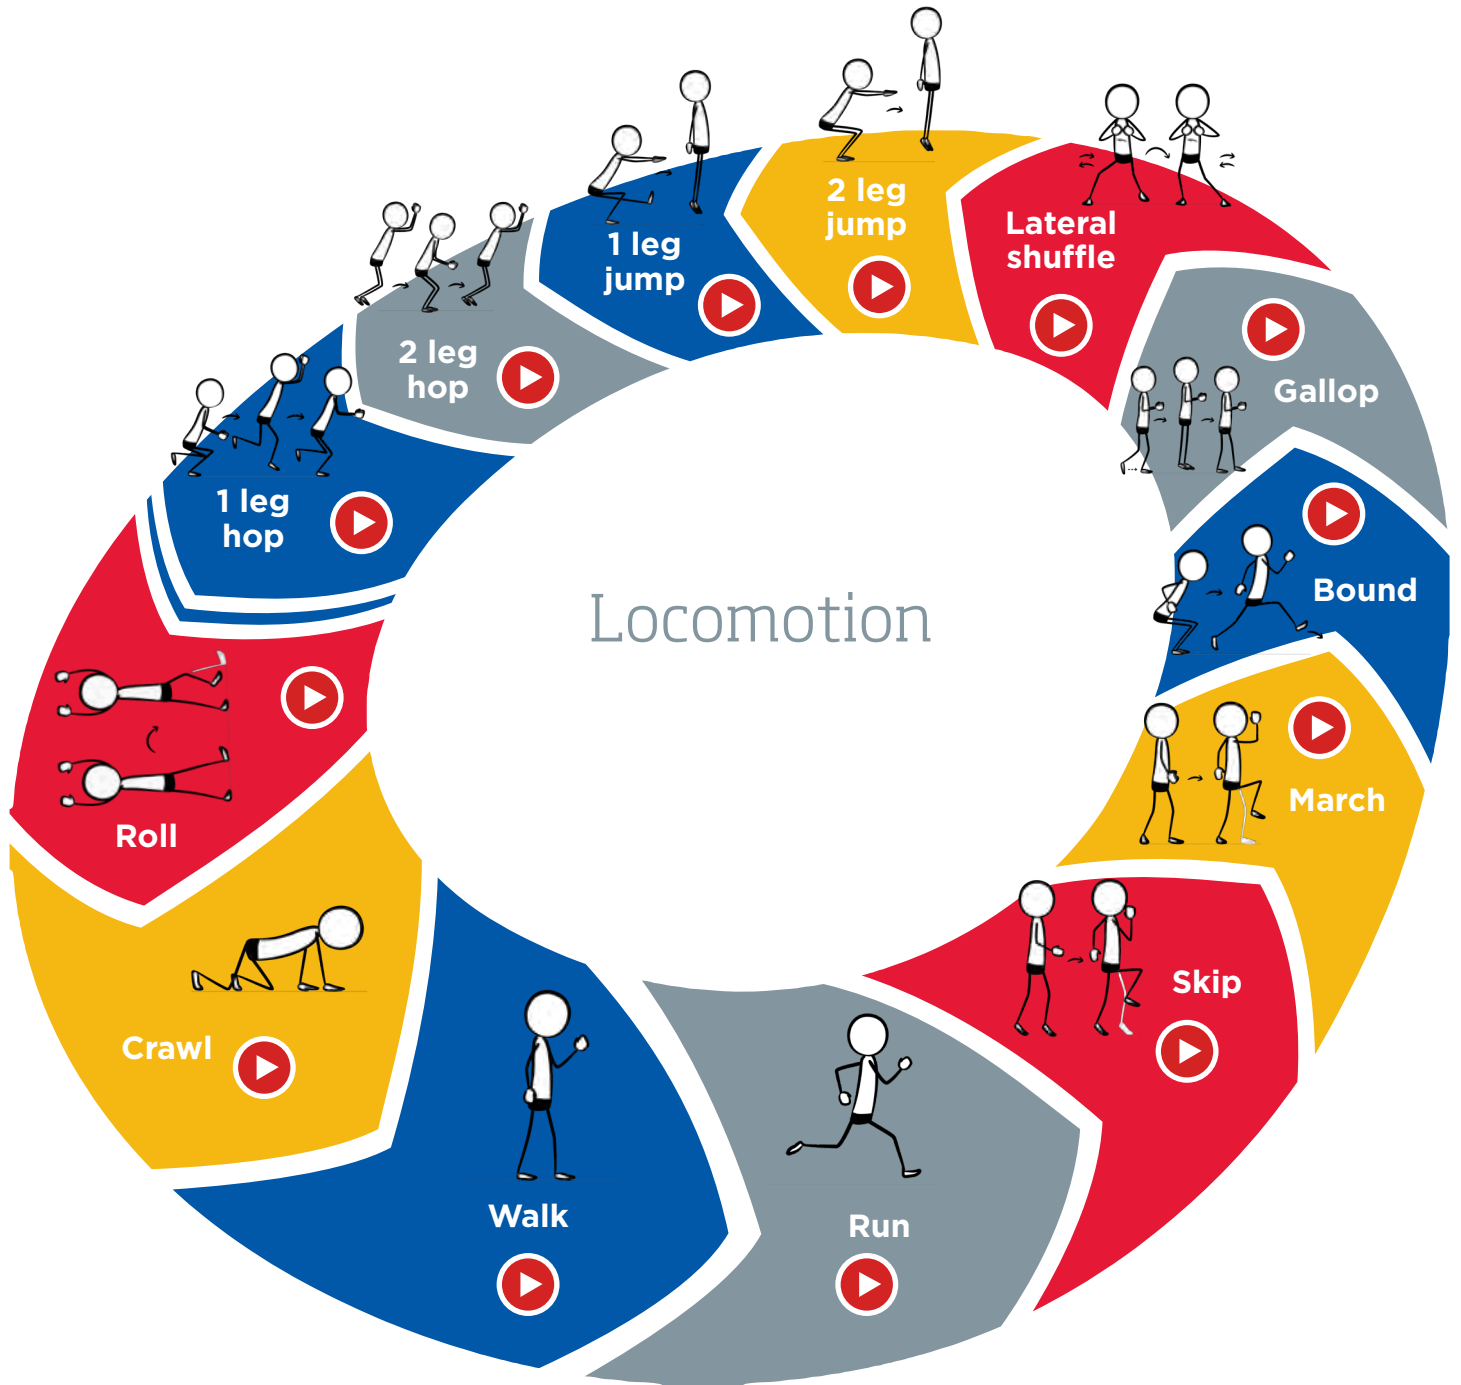 2 leg
jump
Lateral
shuffle
1 leg
jump
2 leg
hop
Gallop
1 leg
hop
Bound
Locomotion
March
Roll
Skip
Crawl
Walk
Run